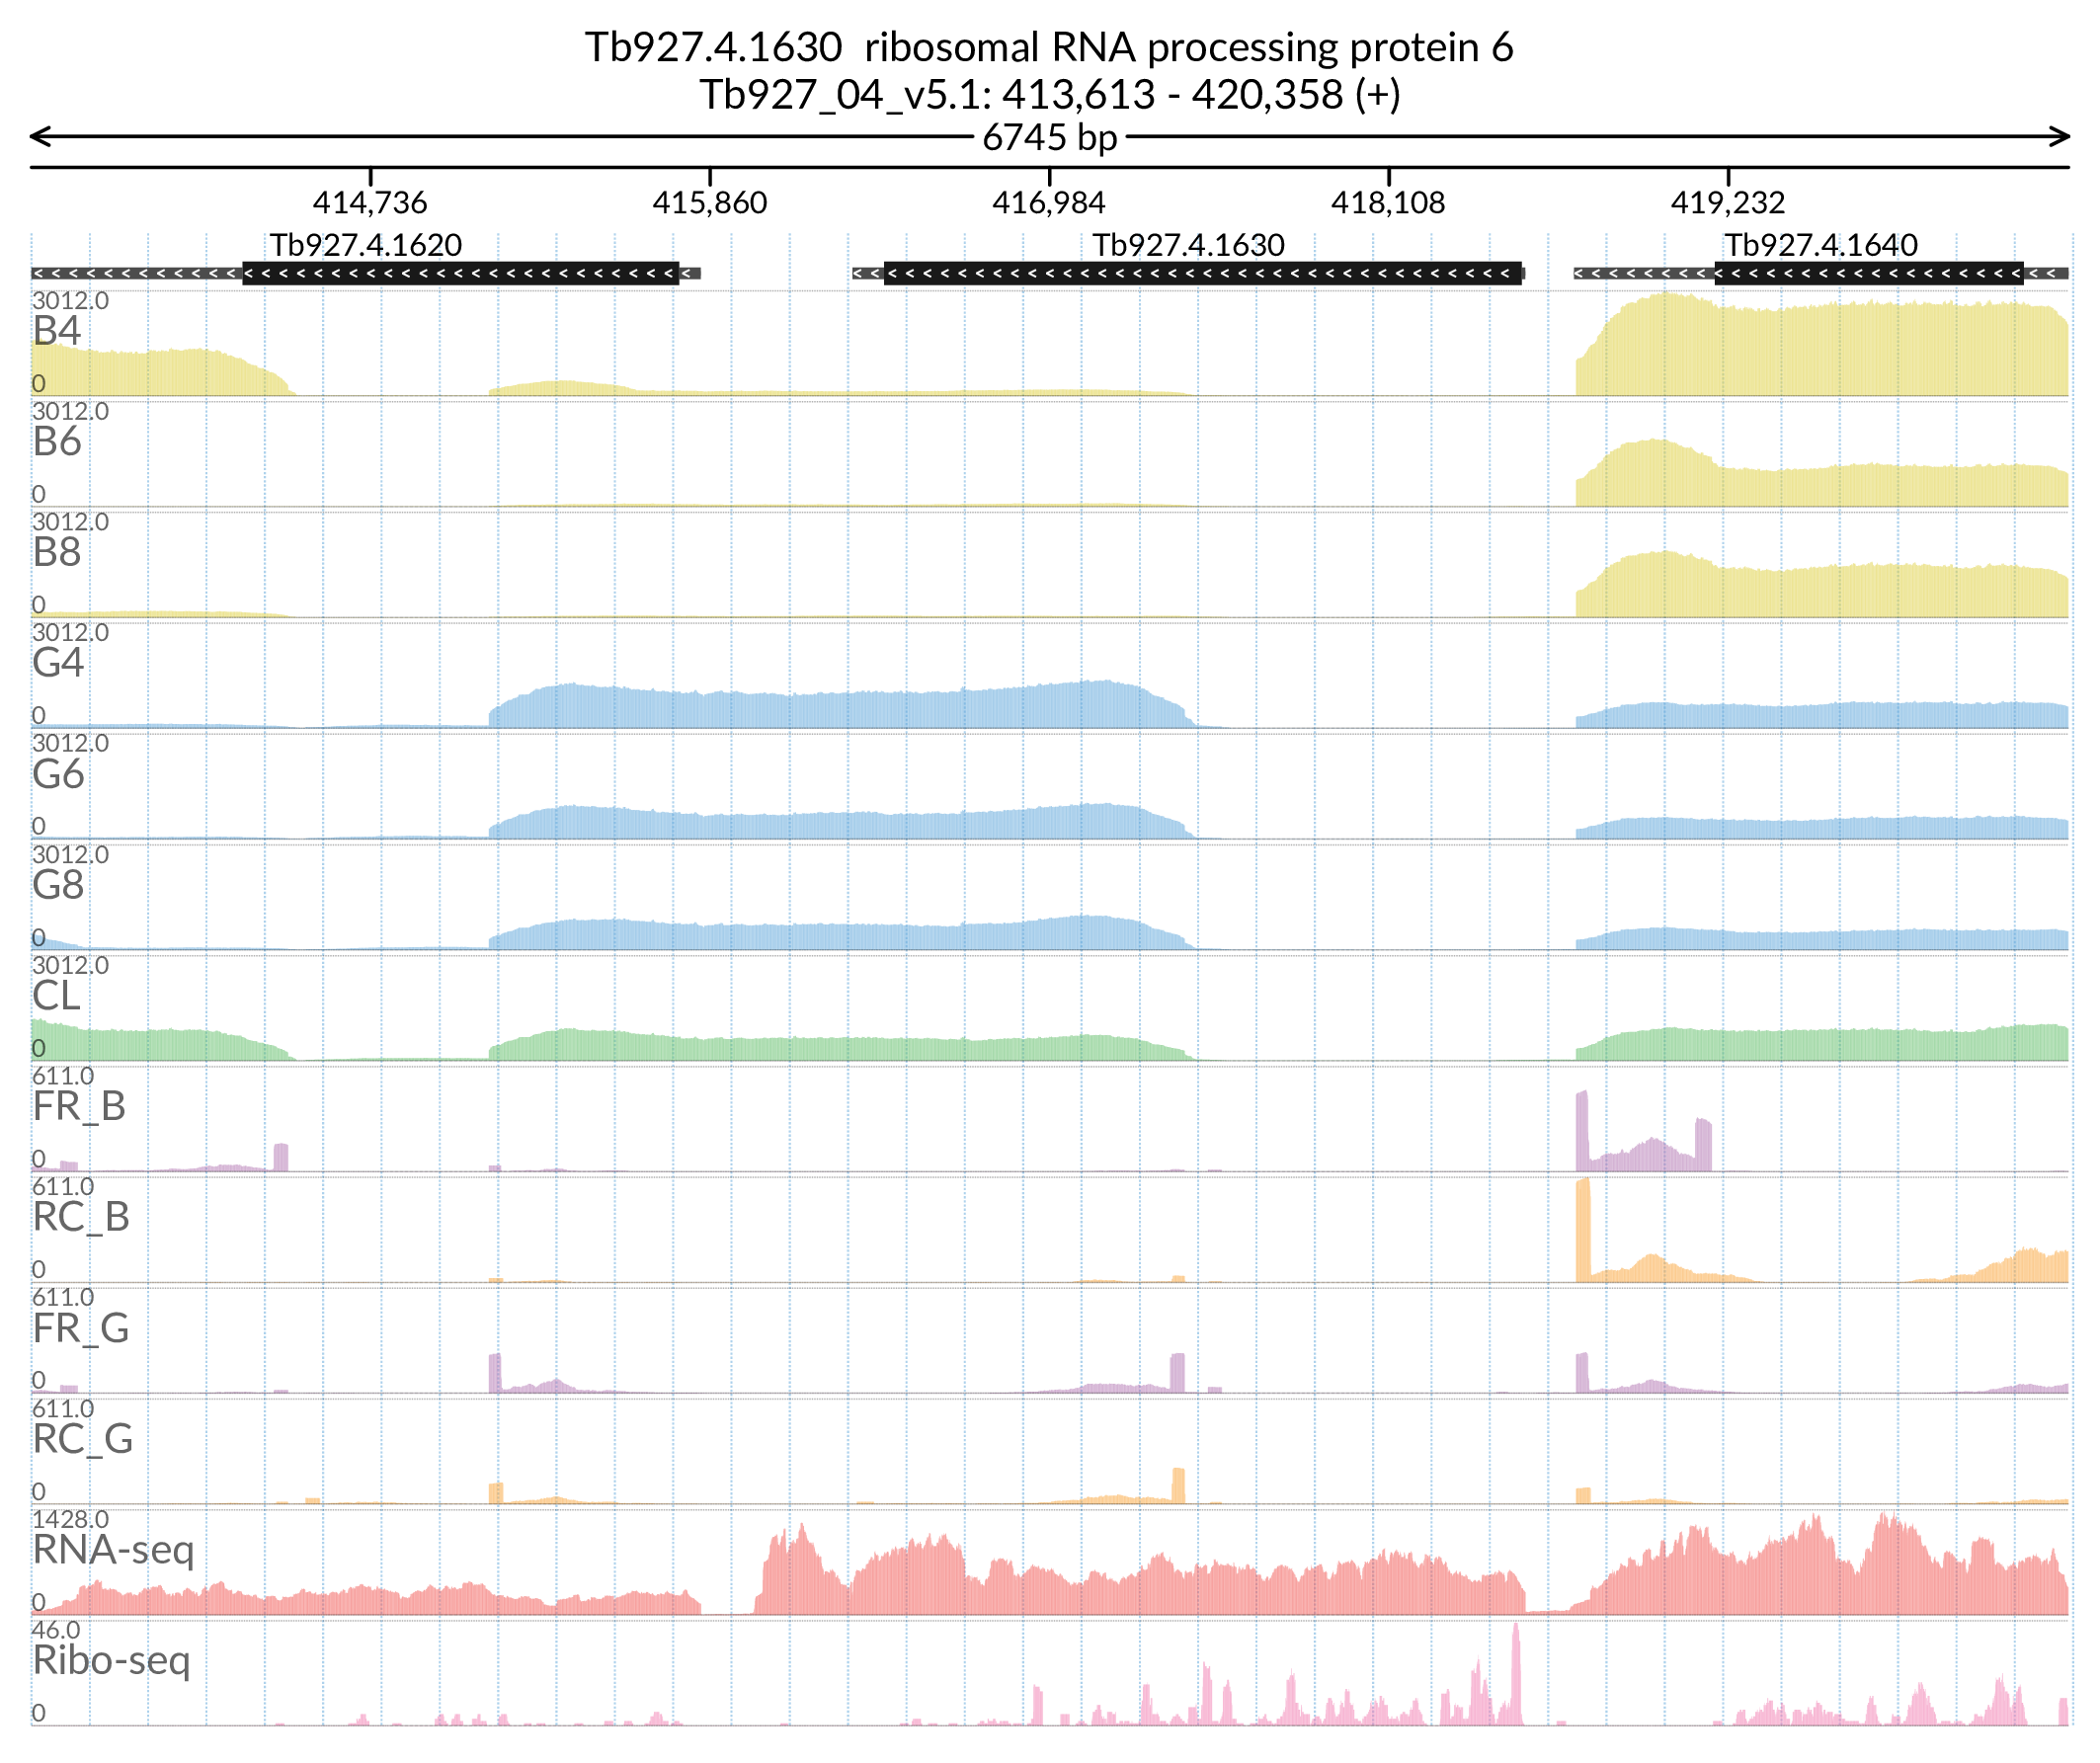 Tb927.4.1630 ribosomal RNA processing protein 6
Tb927_04_v5.1: 413,613 - 420,358 (+)
6745 bp
414,736 415,860 416,984 418,108 419,232
Tb927.4.1620 Tb927.4.1630 Tb927.4.1640
3012.0
B4
0
3012.0
B6
0
3012.0
B8
0
3012.0
G4
0
3012.0
G6
0
3012.0
G8
0
3012.0
CL
0
611.0
FR_B
0
611.0
RC_B
0
611.0
FR_G
0
611.0
RC_G
0
1428.0
RNA-seq
0
46.0
Ribo-seq
0